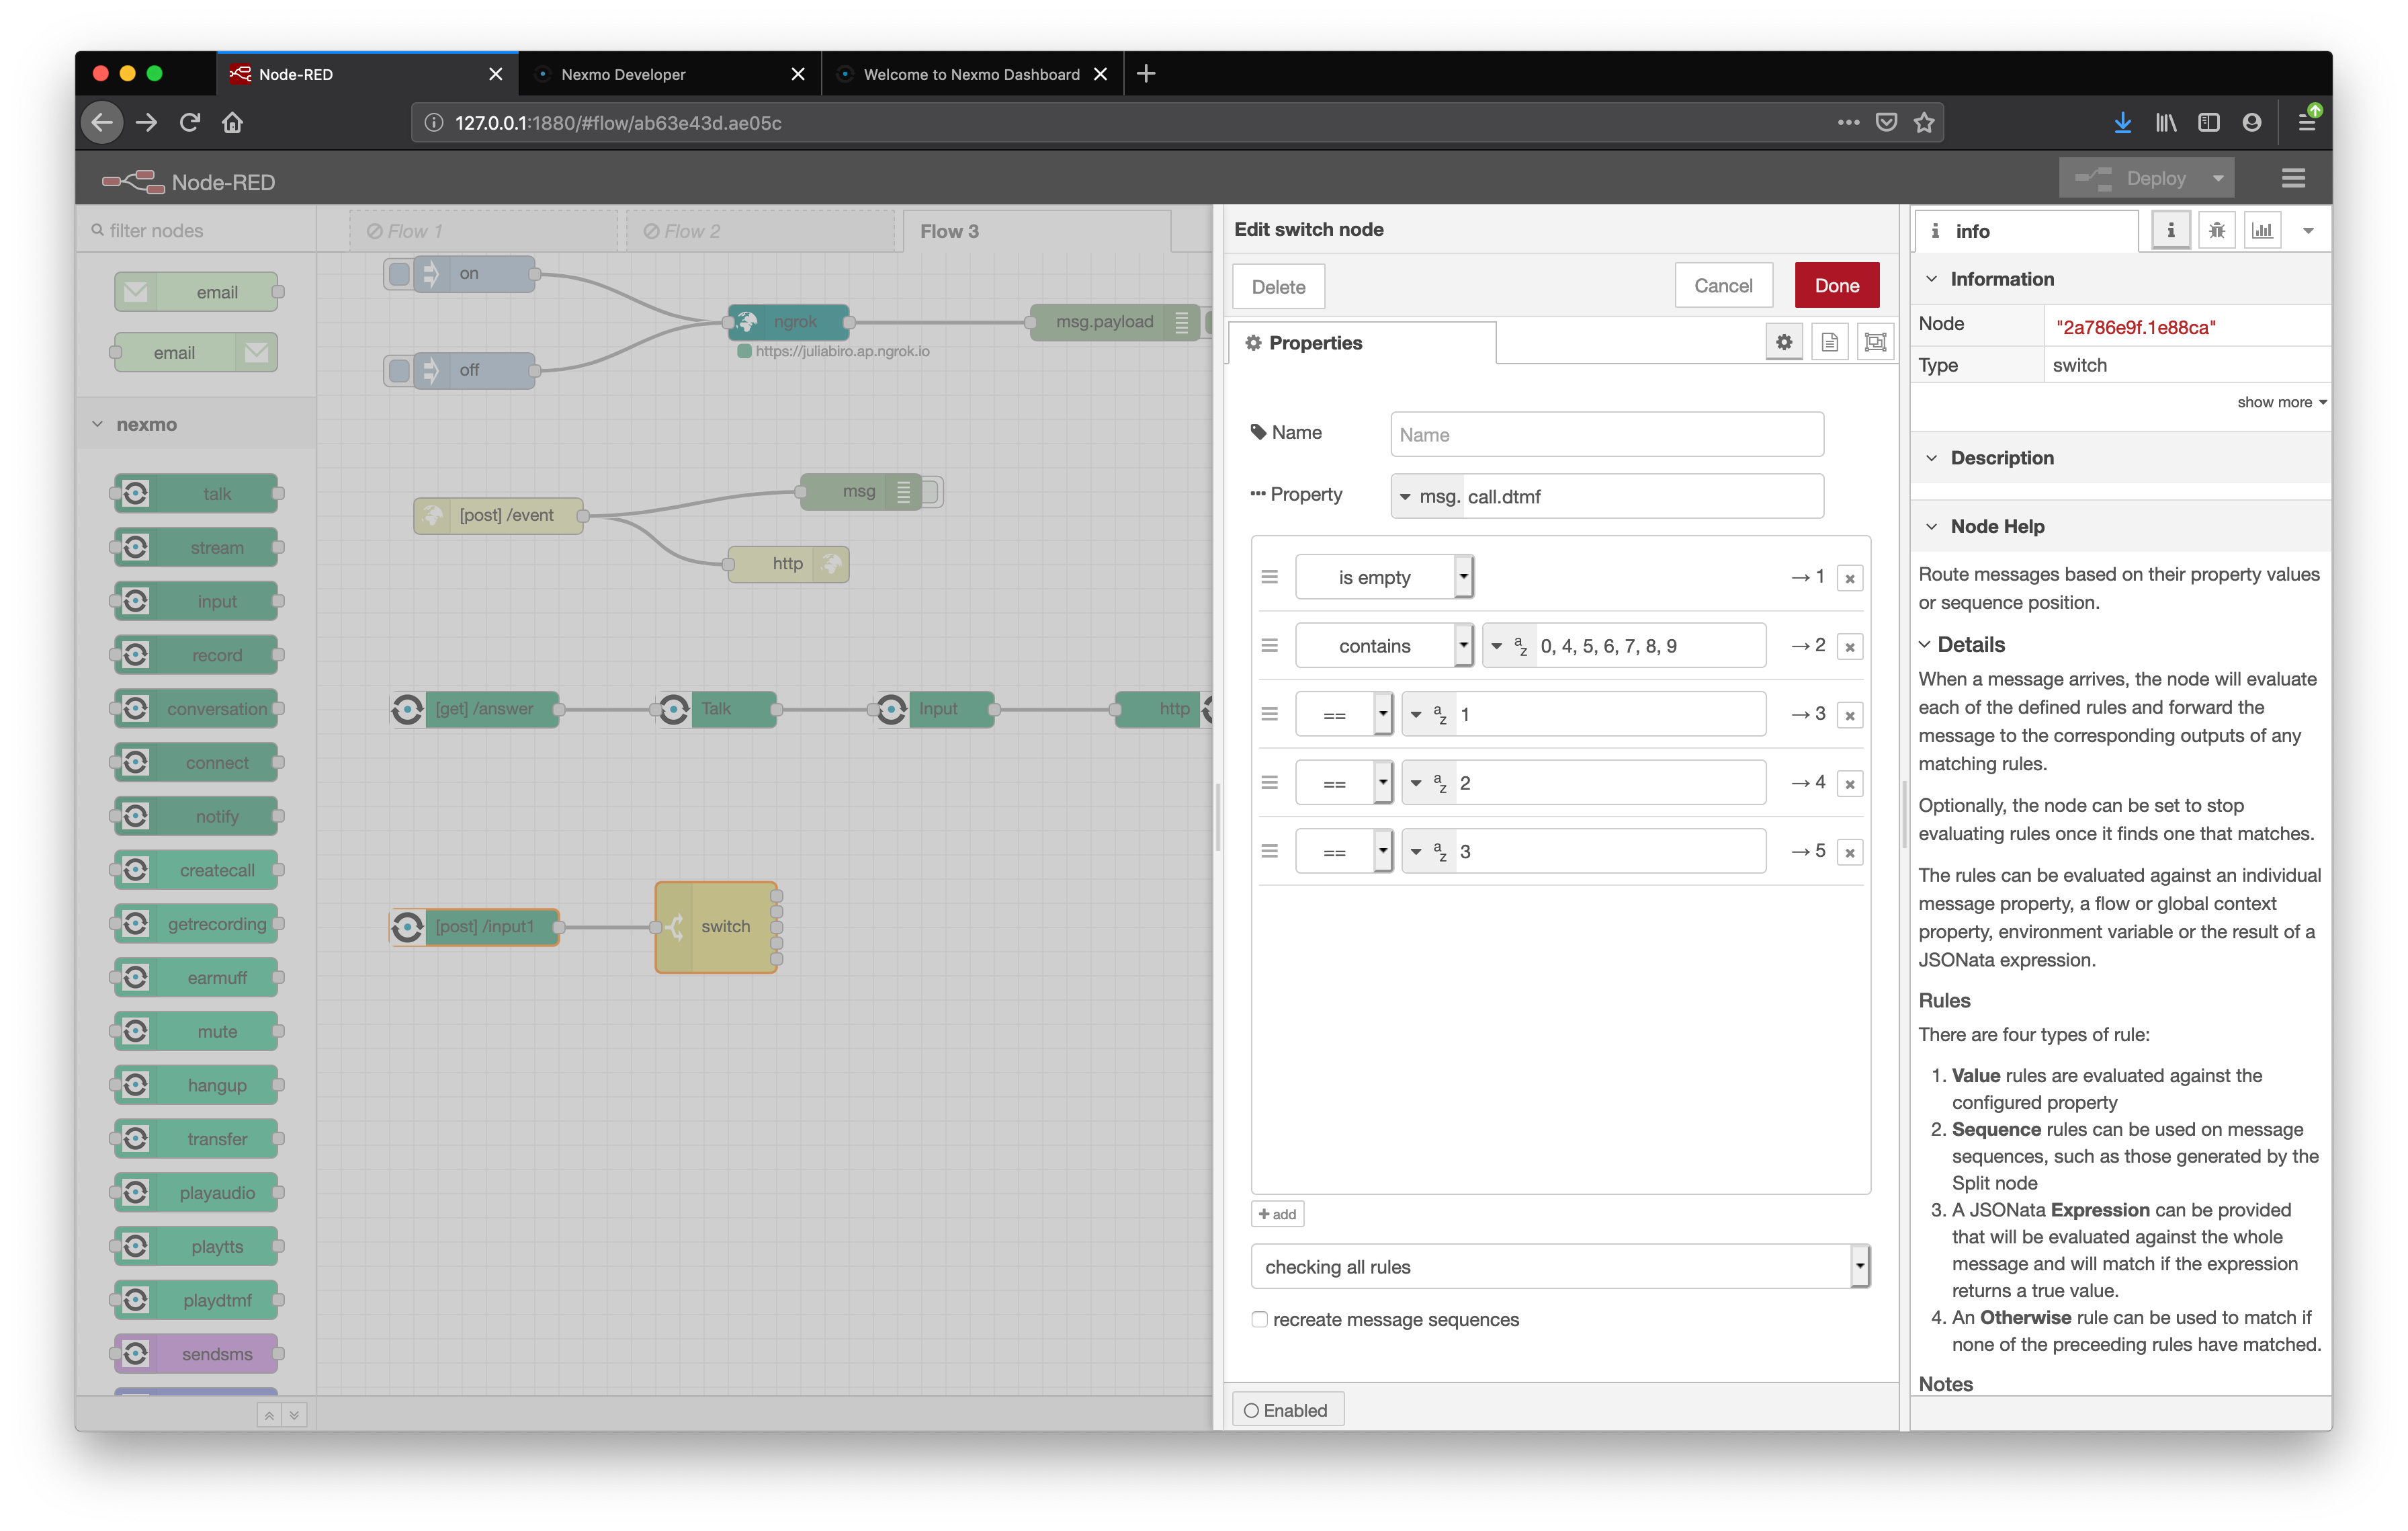 Node-RED
Nexmo Developer
Welcome to Nexmo Dashboard
127.0.0.1:1880/#flow/ab63e43d.ae05c
Node-RED
Deploy
filter nodes
email
email
nexmo
talk
stream
input
record
conversation
connect
notify
createcall
getrecording
earmuff
mute
hangup
transfer
playaudio
playtts
playdtmf
sendsms
Flow 1
Flow 2
Flow 3
on
off
ngrok
https://juliabiro.ap.ngrok.io
msg.payload
[post] /event
msg
http
[get] /answer
Talk
Input
http
[post] /input1
switch
Edit switch node
Delete
Cancel
Done
Properties
Name
Name
Property
msg. call.dtmf
is empty → 1
contains a z 0, 4, 5, 6, 7, 8, 9 → 2
== a z 1 → 3
== a z 2 → 4
== a z 3 → 5
+ add
checking all rules
recreate message sequences
Enabled
i info
Information
Node "2a786e9f.1e88ca"
Type switch
show more
Description
Node Help
Route messages based on their property values
or sequence position.
Details
When a message arrives, the node will evaluate
each of the defined rules and forward the
message to the corresponding outputs of any
matching rules.
Optionally, the node can be set to stop
evaluating rules once it finds one that matches.
The rules can be evaluated against an individual
message property, a flow or global context
property, environment variable or the result of a
JSONata expression.
Rules
There are four types of rule:
1. Value rules are evaluated against the
configured property
2. Sequence rules can be used on message
sequences, such as those generated by the
Split node
3. A JSONata Expression can be provided
that will be evaluated against the whole
message and will match if the expression
returns a true value.
4. An Otherwise rule can be used to match if
none of the preceeding rules have matched.
Notes